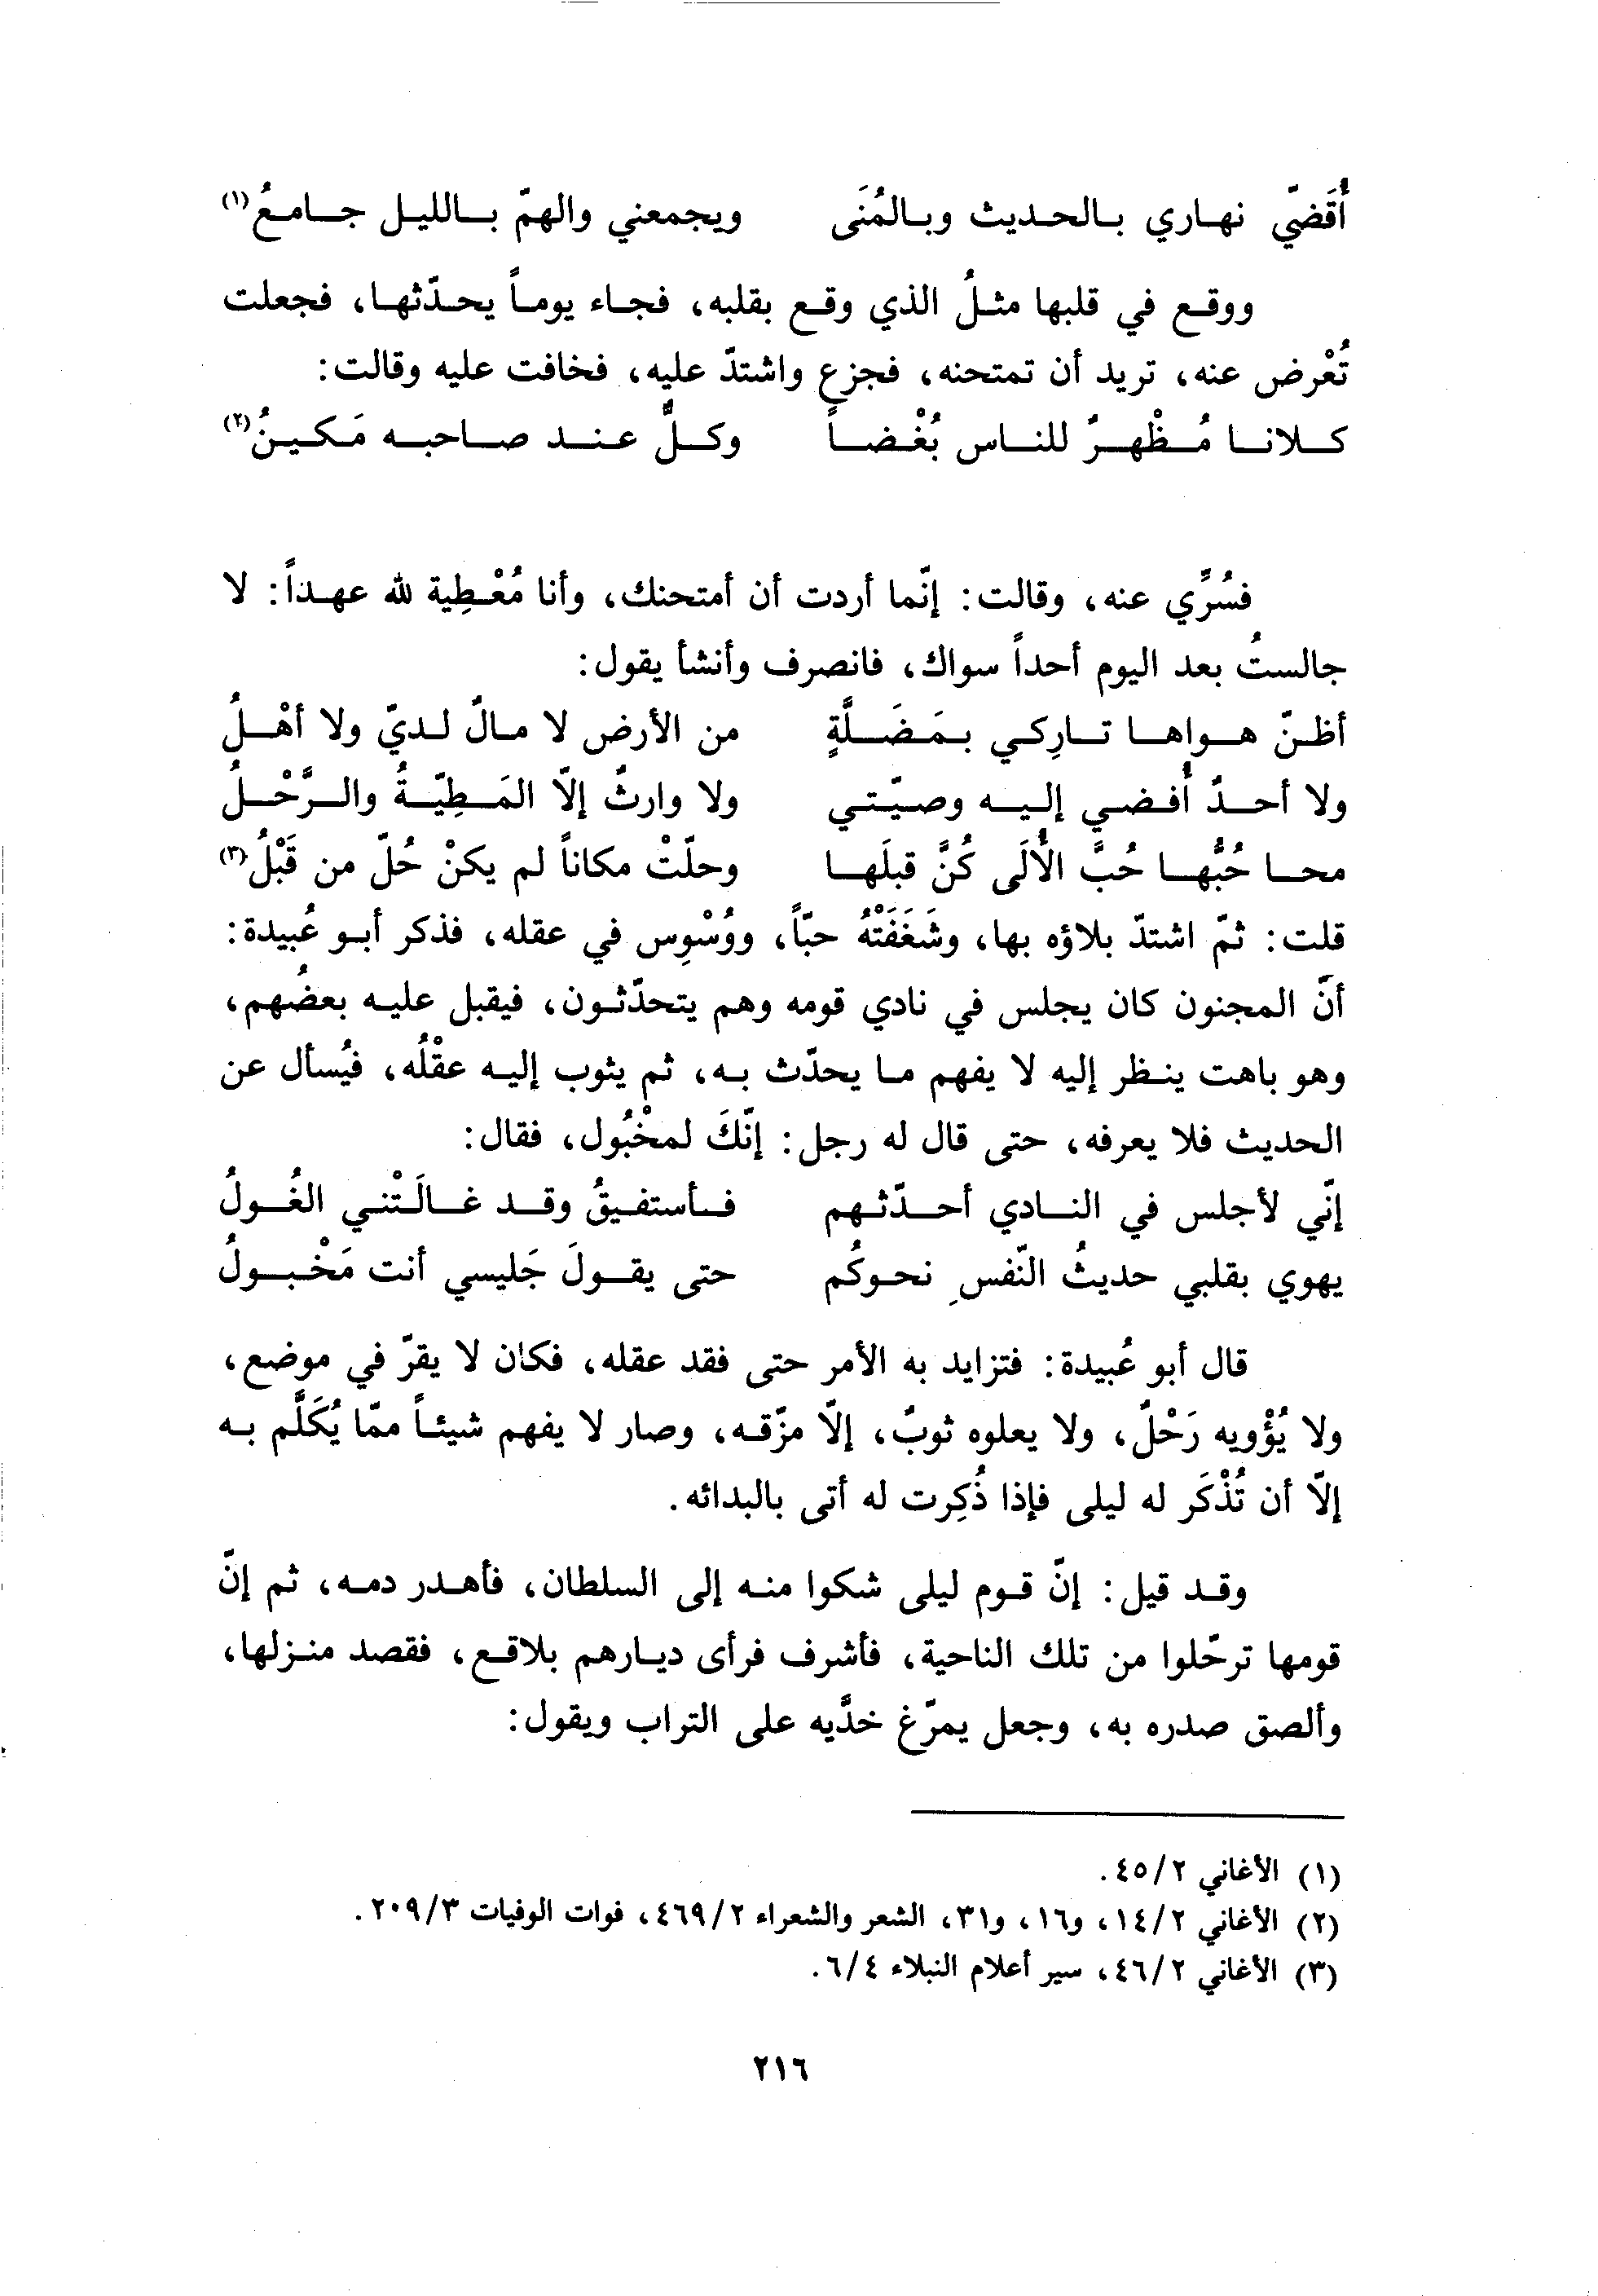 أُقَضّي نهاري بالحديث وبالمُنَى ويجمعني والهمّ بالليل جامعُ(١)
ووقع في قلبها مثلُ الذي وقع بقلبه، فجاء يوماً يحدّثها، فجعلت
تُعْرض عنه، تريد أن تمتحنه، فجزع واشتدّ عليه، فخافت عليه وقالت:
كلانا مُظْهرٌ للناس بُغْضاً وكلٌّ عند صاحبه مَكينُ(٢)
فسُرِّي عنه، وقالت: إنّما أردت أن أمتحنك، وأنا مُعْطِية لله عهداً: لا
جالستُ بعد اليوم أحداً سواك، فانصرف وأنشأ يقول:
أظنّ هواها تارِكي بمَضَلَّةٍ من الأرض لا مالٌ لديّ ولا أهْلُ
ولا أحدٌ أُفضي إليه وصيّتي ولا وارثٌ إلّا المَطِيّةُ والرَّحْلُ
محا حُبُّها حُبَّ الأُلَى كُنَّ قبلَها وحلّتْ مكاناً لم يكنْ حُلّ من قَبْلُ(٣)
قلت: ثمّ اشتدّ بلاؤه بها، وشَغَفَتْهُ حبّاً، ووُسْوِس في عقله، فذكر أبو عُبيدة:
أنّ المجنون كان يجلس في نادي قومه وهم يتحدّثون، فيقبل عليه بعضُهم،
وهو باهت ينظر إليه لا يفهم ما يحدّث به، ثم يثوب إليه عقْلُه، فيُسأل عن
الحديث فلا يعرفه، حتى قال له رجل: إنّكَ لمخْبُول، فقال:
إنّي لأجلس في النادي أحدّثهم فأستفيقُ وقد غالَتْني الغُولُ
يهوي بقلبي حديثُ النّفسِ نحوكُم حتى يقولَ جَليسي أنت مَخْبولُ
قال أبو عُبيدة: فتزايد به الأمر حتى فقد عقله، فكان لا يقرّ في موضع،
ولا يُؤْويه رَحْلٌ، ولا يعلوه ثوبٌ، إلّا مزّقه، وصار لا يفهم شيئاً ممّا يُكَلَّم به
إلّا أن تُذْكَر له ليلى فإذا ذُكِرت له أتى بالبدائه.
وقد قيل: إنّ قوم ليلى شكوا منه إلى السلطان، فأهدر دمه، ثم إنّ
قومها ترحّلوا من تلك الناحية، فأشرف فرأى ديارهم بلاقع، فقصد منزلها،
وألصق صدره به، وجعل يمرّغ خدَّيه على التراب ويقول:
(١) الأغاني ٤٥/٢.
(٢) الأغاني ١٤/٢، و١٦، و٣١، الشعر والشعراء ٤٦٩/٢، فوات الوفيات ٢٠٩/٣.
(٣) الأغاني ٤٦/٢، سير أعلام النبلاء ٦/٤.
٢١٦